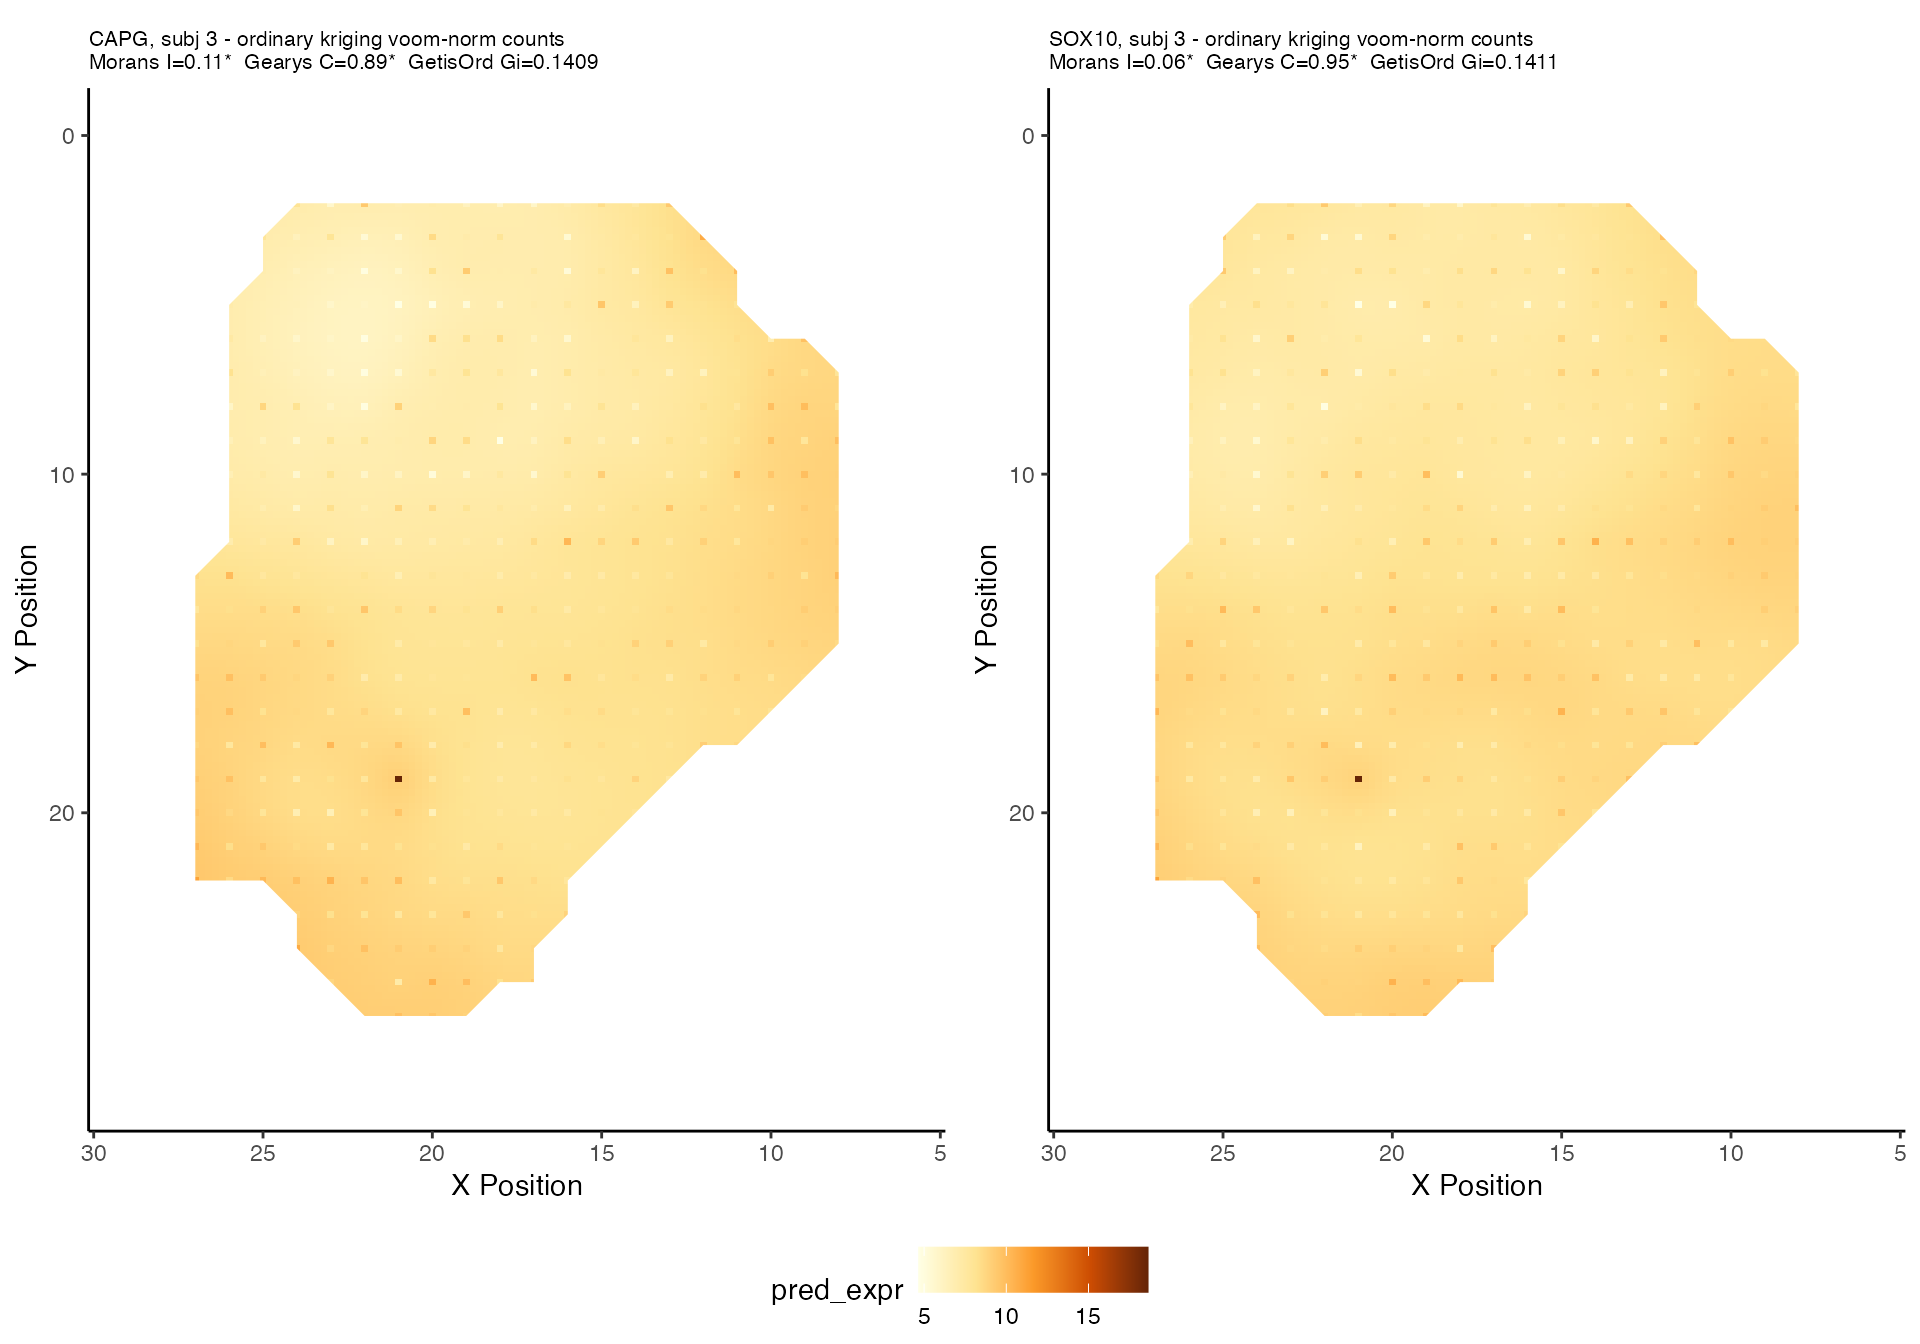 CAPG, subj 3 - ordinary kriging voom-norm counts
Morans I=0.11*  Gearys C=0.89*  GetisOrd Gi=0.1409
0
10
20
Y Position
30 25 20 15 10 5
X Position
SOX10, subj 3 - ordinary kriging voom-norm counts
Morans I=0.06*  Gearys C=0.95*  GetisOrd Gi=0.1411
0
10
20
Y Position
30 25 20 15 10 5
X Position
pred_expr
5 10 15